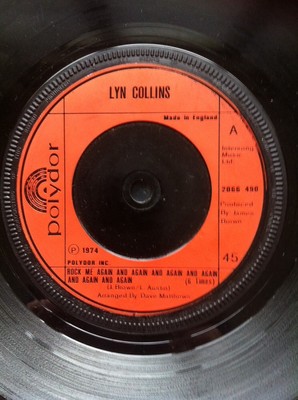 LYN COLLINS
Made in England
A
Intersong
Music
Ltd.
2066 490
Produced
By James
Brown
polydor
45
℗ 1974
POLYDOR INC.
ROCK ME AGAIN AND AGAIN AND AGAIN AND AGAIN
AND AGAIN AND AGAIN (6 Times)
(J.Brown/L. Austin)
Arranged By Dave Matthews